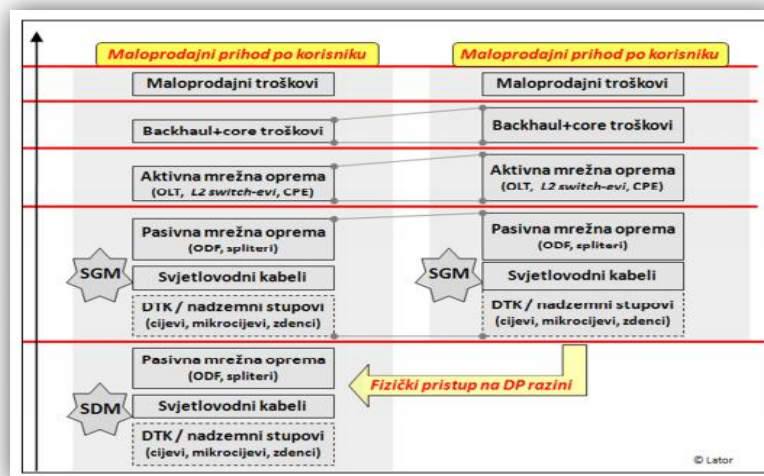 Maloprodajni prihod po korisniku
Maloprodajni troškovi
Backhaul+core troškovi
Aktivna mrežna oprema
(OLT, L2 switch-evi, CPE)
Pasivna mrežna oprema
(ODF, spliteri)
SGM
Svjetlovodni kabeli
DTK / nadzemni stupovi
(cijevi, mikrocijevi, zdenci)
Pasivna mrežna oprema
(ODF, spliteri)
SDM
Svjetlovodni kabeli
DTK / nadzemni stupovi
(cijevi, mikrocijevi, zdenci)
Maloprodajni prihod po korisniku
Maloprodajni troškovi
Backhaul+core troškovi
Aktivna mrežna oprema
(OLT, L2 switch-evi, CPE)
Pasivna mrežna oprema
(ODF, spliteri)
SGM
Svjetlovodni kabeli
DTK / nadzemni stupovi
(cijevi, mikrocijevi, zdenci)
Fizički pristup na DP razini
© Lator